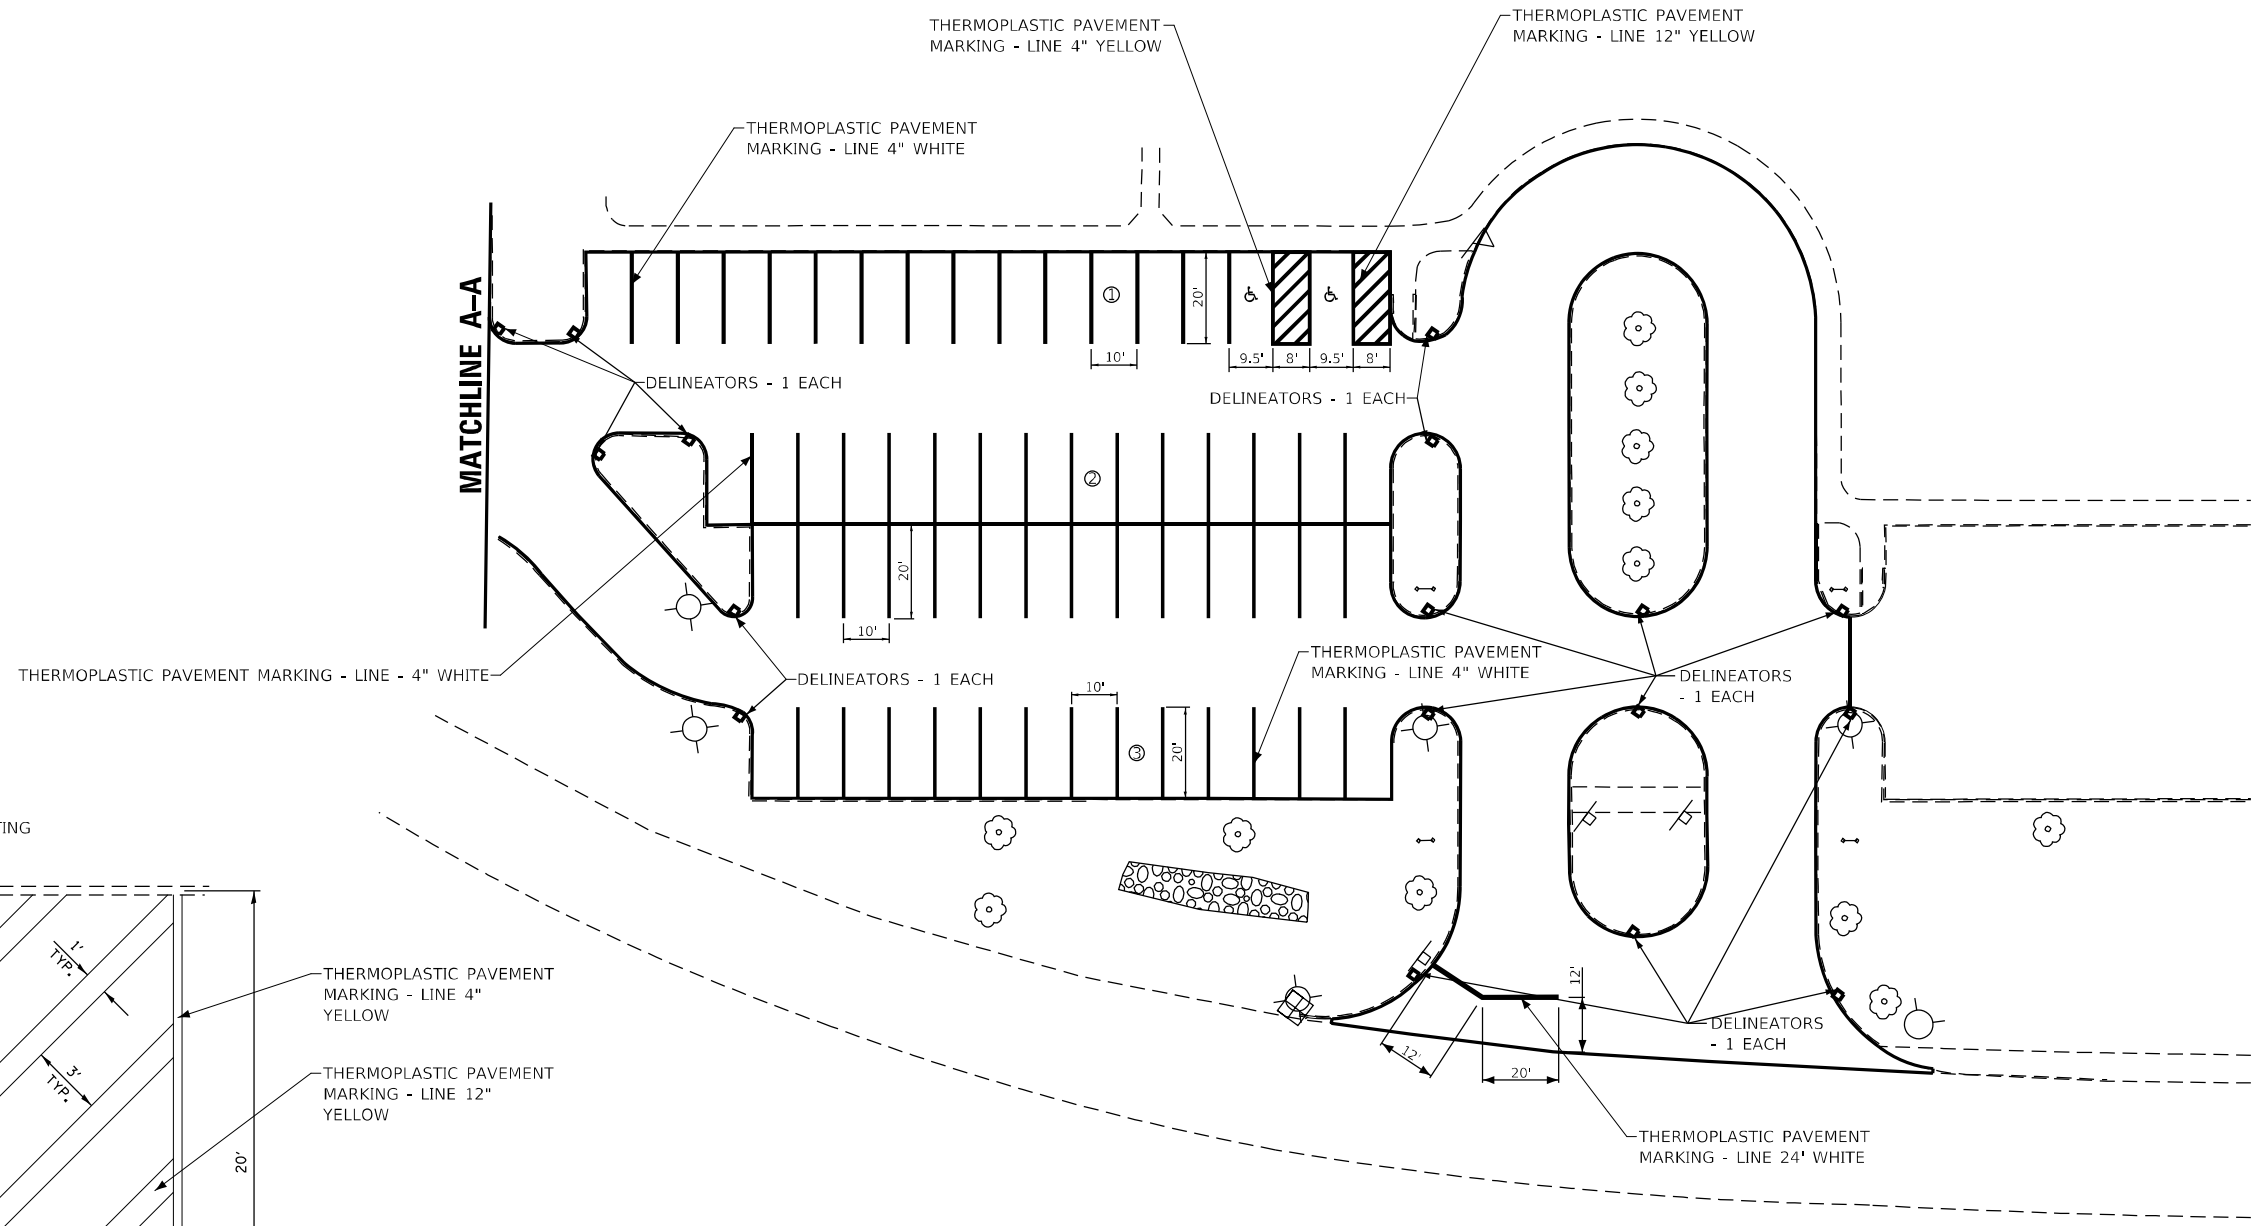 THERMOPLASTIC PAVEMENT
MARKING - LINE 4" YELLOW
THERMOPLASTIC PAVEMENT
MARKING - LINE 12" YELLOW
THERMOPLASTIC PAVEMENT
MARKING - LINE 4" WHITE
MATCHLINE A-A
1
20'
10'
9.5'
8'
9.5'
8'
DELINEATORS - 1 EACH
DELINEATORS - 1 EACH
2
20'
10'
THERMOPLASTIC PAVEMENT MARKING - LINE - 4" WHITE
DELINEATORS - 1 EACH
THERMOPLASTIC PAVEMENT
MARKING - LINE 4" WHITE
DELINEATORS
- 1 EACH
10'
3
20'
TING
1'
TYP.
3'
TYP.
20'
THERMOPLASTIC PAVEMENT
MARKING - LINE 4"
YELLOW
THERMOPLASTIC PAVEMENT
MARKING - LINE 12"
YELLOW
12'
12'
20'
DELINEATORS
- 1 EACH
THERMOPLASTIC PAVEMENT
MARKING - LINE 24' WHITE